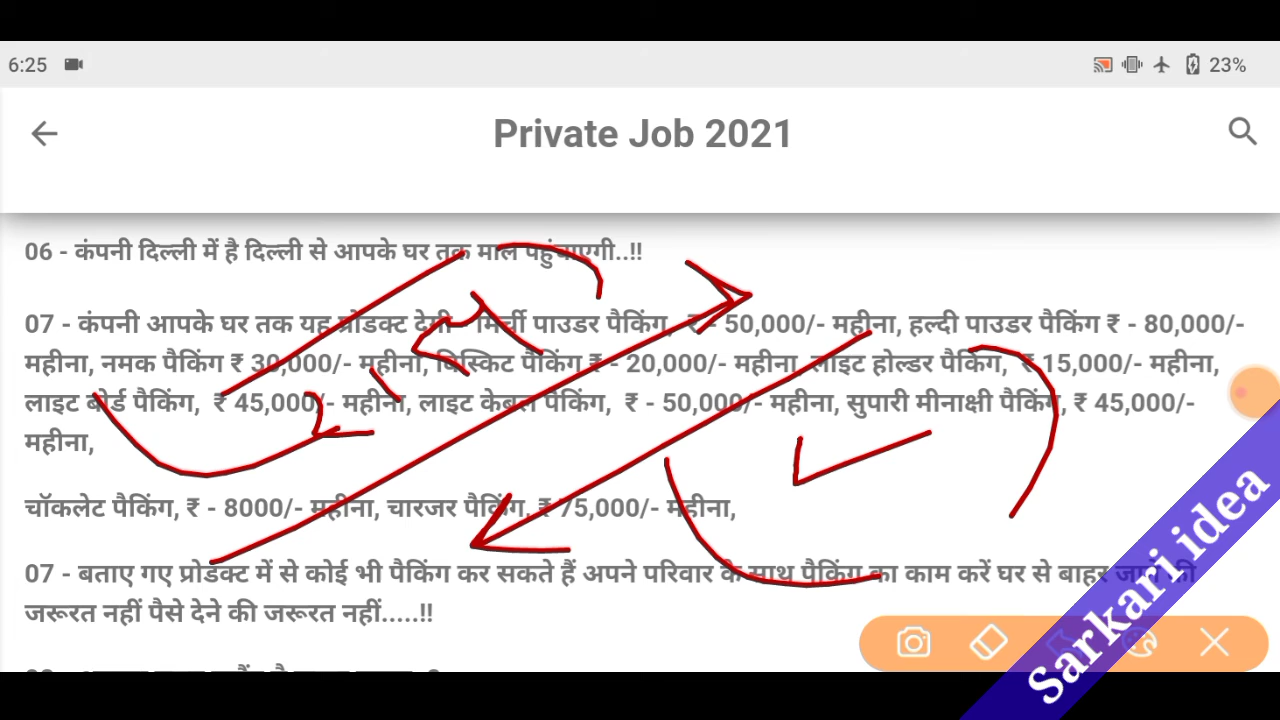 6:25
23%
Private Job 2021
06 - कंपनी दिल्ली में है दिल्ली से आपके घर तक माल पहुंचाएगी..!!
07 - कंपनी आपके घर तक यह प्रोडक्ट देगी - मिर्ची पाउडर पैकिंग, ₹ - 50,000/- महीना, हल्दी पाउडर पैकिंग ₹ - 80,000/-
महीना, नमक पैकिंग ₹ 30,000/- महीना, बिस्किट पैकिंग ₹ - 20,000/- महीना, लाइट होल्डर पैकिंग, ₹ 15,000/- महीना,
लाइट बोर्ड पैकिंग, ₹ 45,000/- महीना, लाइट केबल पैकिंग, ₹ - 50,000/- महीना, सुपारी मीनाक्षी पैकिंग, ₹ 45,000/-
महीना,
चॉकलेट पैकिंग, ₹ - 8000/- महीना, चारजर पैकिंग, ₹ 75,000/- महीना,
07 - बताए गए प्रोडक्ट में से कोई भी पैकिंग कर सकते हैं अपने परिवार के साथ पैकिंग का काम करें घर से बाहर जाने की
जरूरत नहीं पैसे देने की जरूरत नहीं.....!!
Sarkari idea